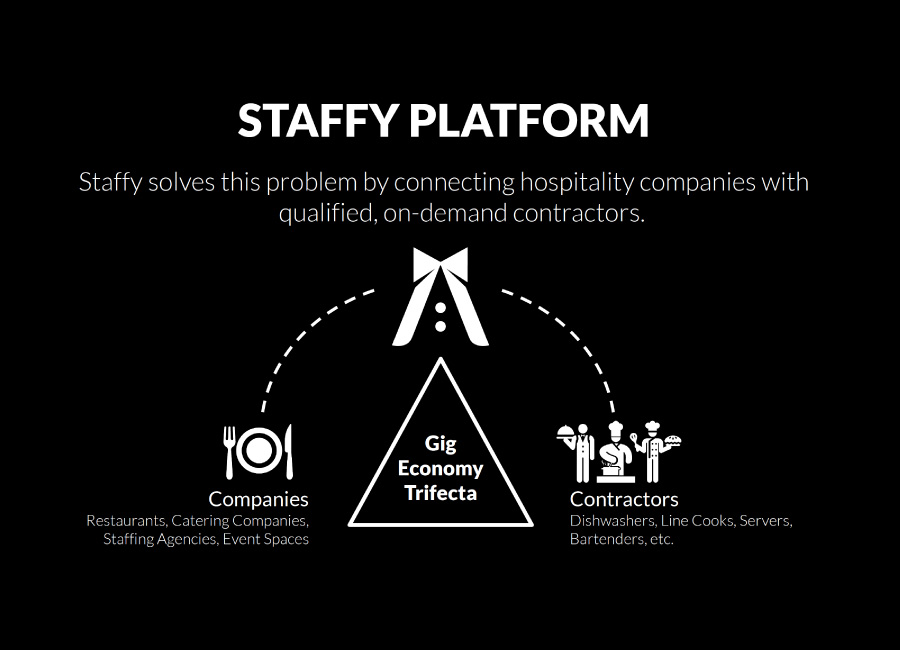 STAFFY PLATFORM
Staffy solves this problem by connecting hospitality companies with
qualified, on-demand contractors.
Gig
Economy
Trifecta
Companies
Restaurants, Catering Companies,
Staffing Agencies, Event Spaces
Contractors
Dishwashers, Line Cooks, Servers,
Bartenders, etc.